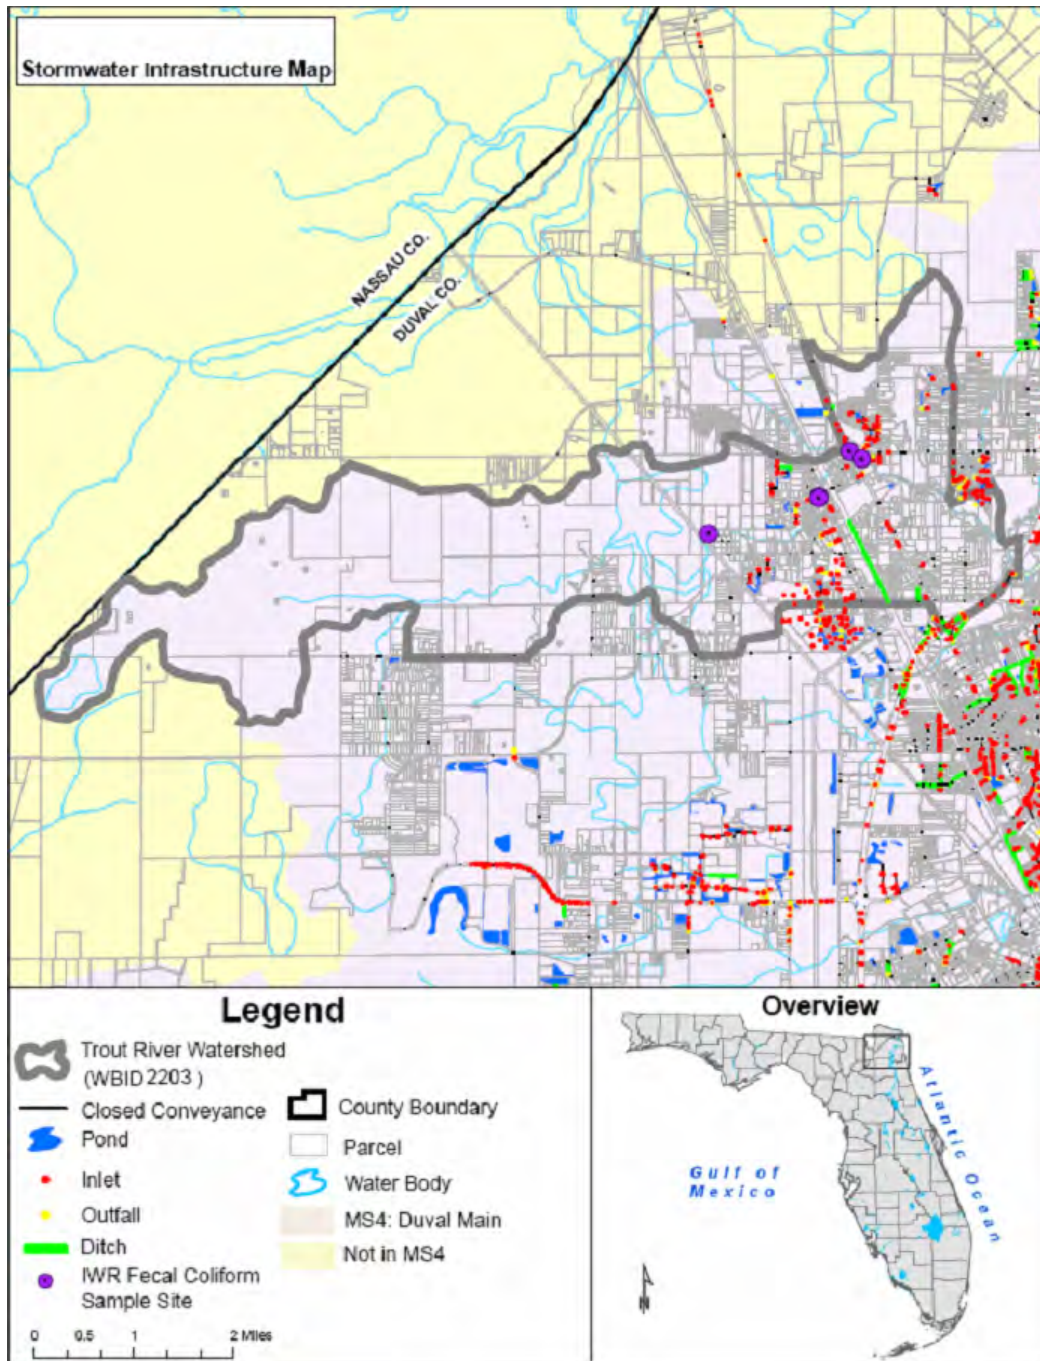 Stormwater Infrastructure Map
NASSAU CO.
DUVAL CO.
Legend
Trout River Watershed
(WBID 2203 )
Closed Conveyance
Pond
Inlet
Outfall
Ditch
IWR Fecal Coliform
Sample Site
County Boundary
Parcel
Water Body
MS4: Duval Main
Not in MS4
0 0.5 1 2 Miles
Overview
Gulf of
Mexico
Atlantic Ocean
N